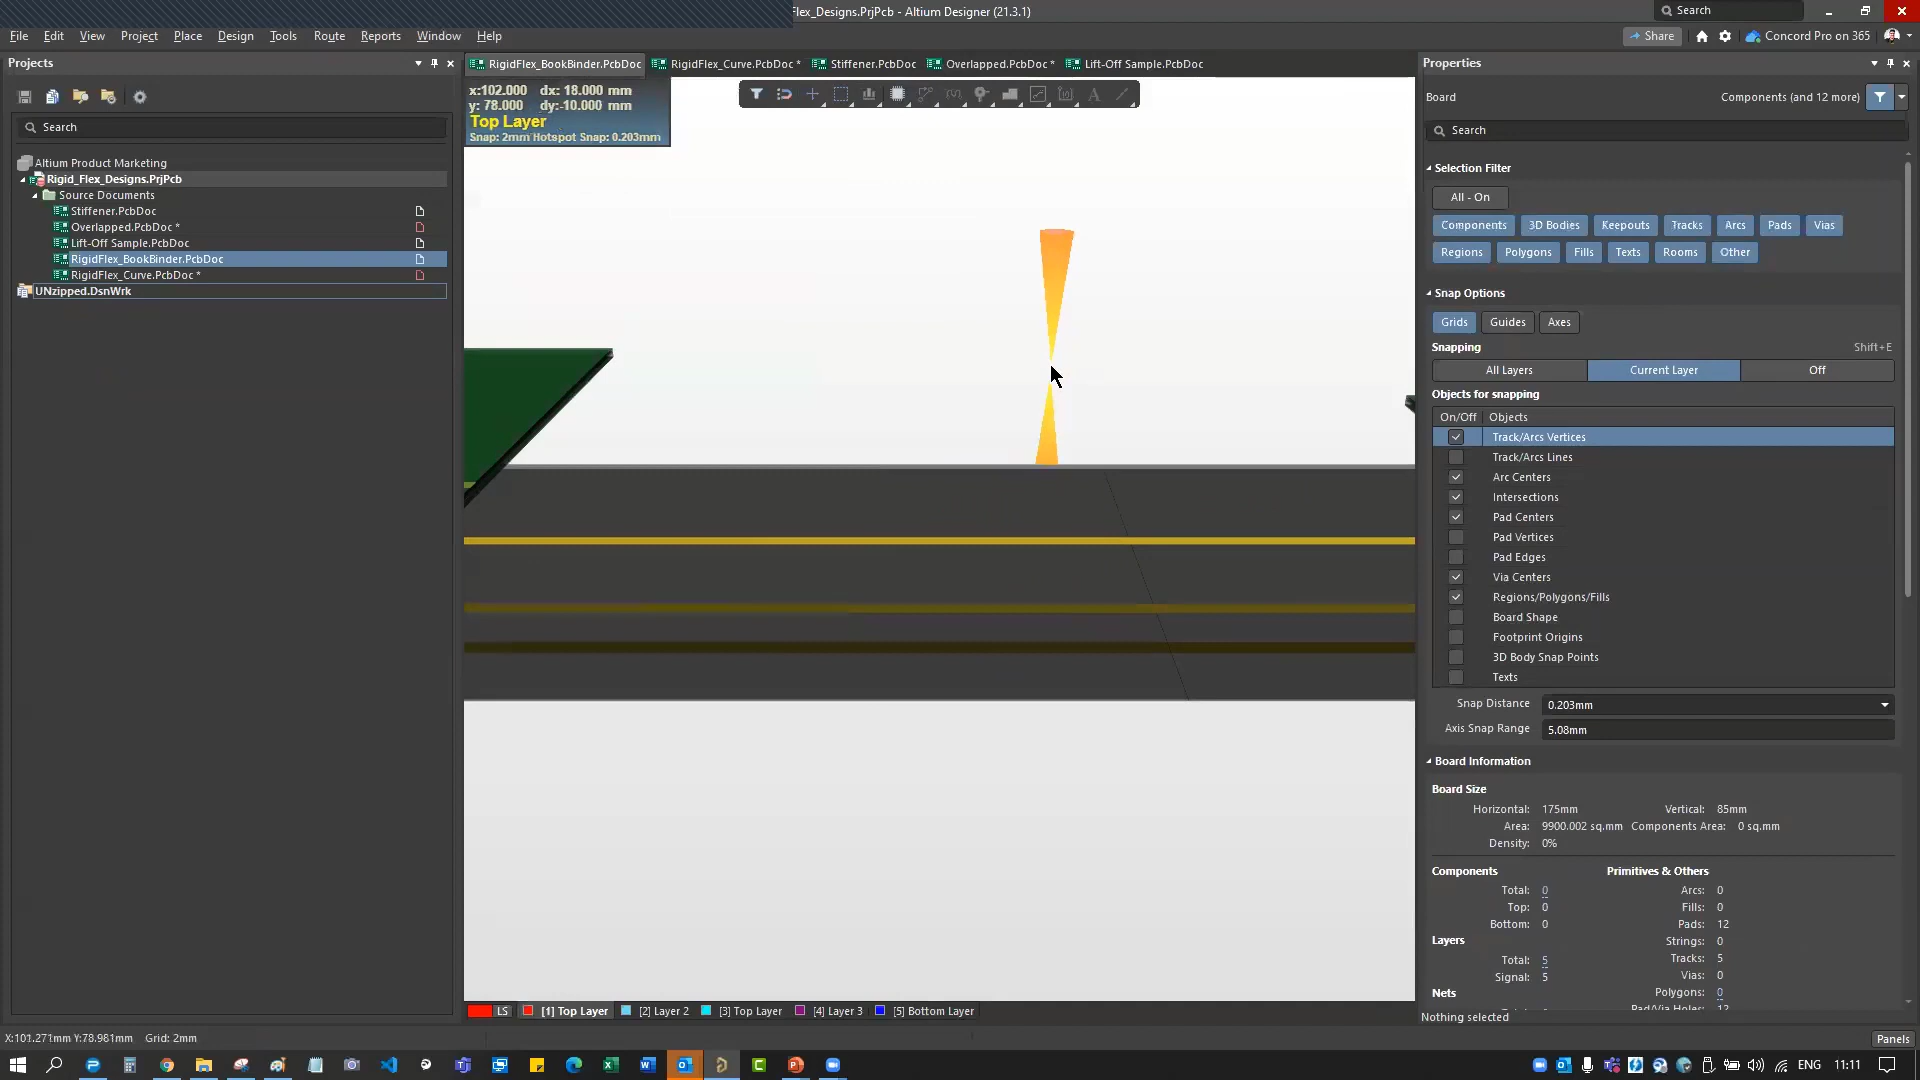 Flex_Designs.PrjPcb - Altium Designer (21.3.1)
Search
File Edit View Project Place Design Tools Route Reports Window Help
Share
Concord Pro on 365
Projects
Search
Altium Product Marketing
Rigid_Flex_Designs.PrjPcb
Source Documents
Stiffener.PcbDoc
Overlapped.PcbDoc *
Lift-Off Sample.PcbDoc
RigidFlex_BookBinder.PcbDoc
RigidFlex_Curve.PcbDoc *
UNzipped.DsnWrk
RigidFlex_BookBinder.PcbDoc RigidFlex_Curve.PcbDoc * Stiffener.PcbDoc Overlapped.PcbDoc * Lift-Off Sample.PcbDoc
x:102.000 dx: 18.000 mm
y: 78.000 dy:-10.000 mm
Top Layer
Snap: 2mm Hotspot Snap: 0.203mm
Properties
Board
Components (and 12 more)
Search
Selection Filter
All - On
Components 3D Bodies Keepouts Tracks Arcs Pads Vias
Regions Polygons Fills Texts Rooms Other
Snap Options
Grids Guides Axes
Snapping Shift+E
All Layers Current Layer Off
Objects for snapping
On/Off Objects
Track/Arcs Vertices
Track/Arcs Lines
Arc Centers
Intersections
Pad Centers
Pad Vertices
Pad Edges
Via Centers
Regions/Polygons/Fills
Board Shape
Footprint Origins
3D Body Snap Points
Texts
Snap Distance 0.203mm
Axis Snap Range 5.08mm
Board Information
Board Size
Horizontal: 175mm Vertical: 85mm
Area: 9900.002 sq.mm Components Area: 0 sq.mm
Density: 0%
Components Primitives & Others
Total: 0 Arcs: 0
Top: 0 Fills: 0
Bottom: 0 Pads: 12
Layers Strings: 0
Total: 5 Tracks: 5
Signal: 5 Vias: 0
Nets Polygons: 0
Nothing selected
LS [1] Top Layer [2] Layer 2 [3] Top Layer [4] Layer 3 [5] Bottom Layer
X:101.271mm Y:78.981mm Grid: 2mm
Panels
ENG 11:11